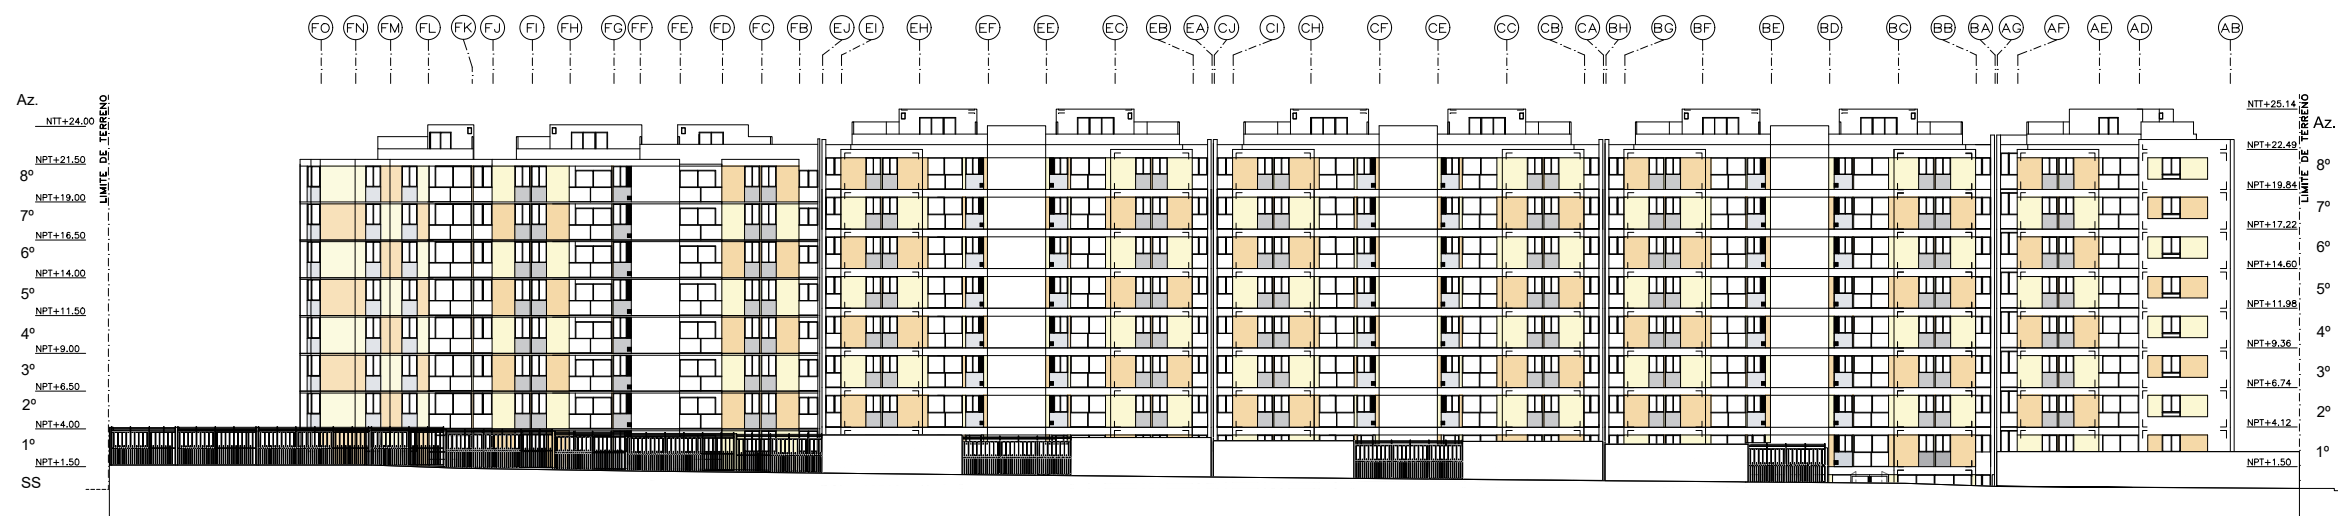 FO FN FM FL FK FJ FI FH FG FF FE FD FC FB EJ EI EH EF EE EC EB EA CJ CI CH CF CE CC CB CA BH BG BF BE BD BC BB BA AG AF AE AD AB
Az.
NTT+24.00
LIMITE DE TERRENO
NPT+21.50
8º
NPT+19.00
7º
NPT+16.50
6º
NPT+14.00
5º
NPT+11.50
4º
NPT+9.00
3º
NPT+6.50
2º
NPT+4.00
1º
NPT+1.50
SS
NTT+25.14
LIMITE DE TERRENO
Az.
NPT+22.49
8º
NPT+19.84
7º
NPT+17.22
6º
NPT+14.60
5º
NPT+11.98
4º
NPT+9.36
3º
NPT+6.74
2º
NPT+4.12
1º
NPT+1.50